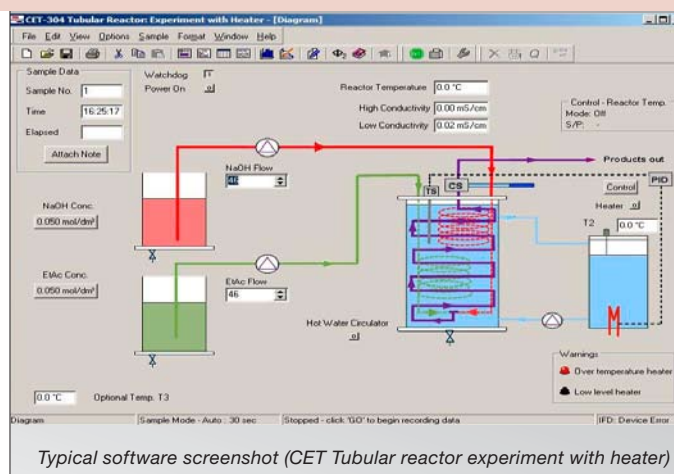 CET-304 Tubular Reactor: Experiment with Heater - [Diagram]
File Edit View Options Sample Format Window Help
Sample Data
Sample No. 1
Time 16:25:17
Elapsed
Attach Note
Watchdog
Power On
Reactor Temperature 0.0 °C
High Conductivity 0.00 mS/cm
Low Conductivity 0.02 mS/cm
Control - Reactor Temp.
Mode: Off
S/P: -
NaOH Flow
46
NaOH Conc.
0.050 mol/dm³
Products out
TS
CS
PID
Control
Heater
T2 0.0 °C
EtAc Conc.
0.050 mol/dm³
EtAc Flow
46
Hot Water Circulator
Warnings
Over temperature heater
Low level heater
0.0 °C Optional Temp. T3
Diagram Sample Mode - Auto : 30 sec Stopped - click 'GO' to begin recording data IFD: Device Error
Typical software screenshot (CET Tubular reactor experiment with heater)